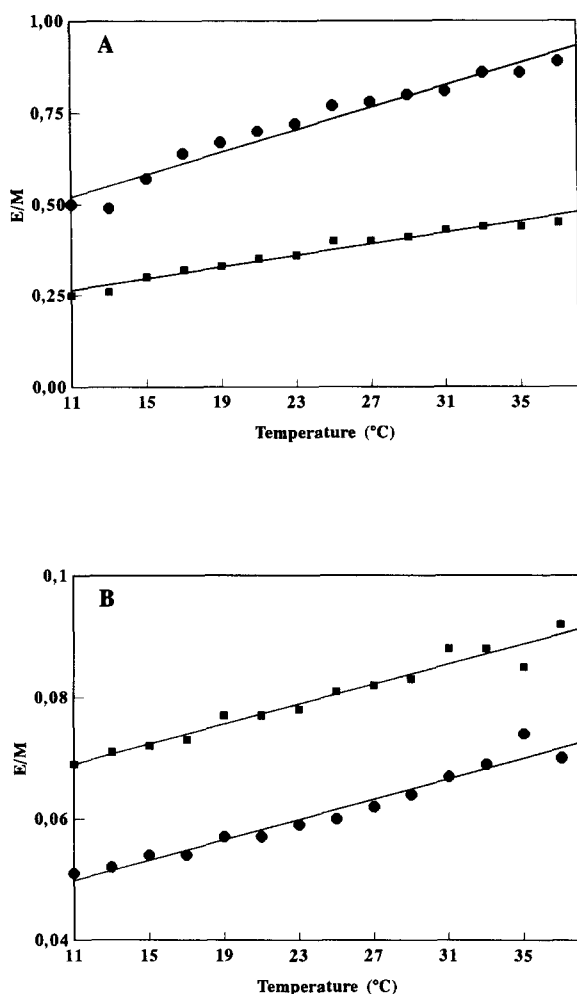 1,00
A
0,75
E/M
0,50
0,25
0,00
11 15 19 23 27 31 35
Temperature (°C)
0,1
B
0,08
E/M
0,06
0,04
11 15 19 23 27 31 35
Temperature (°C)